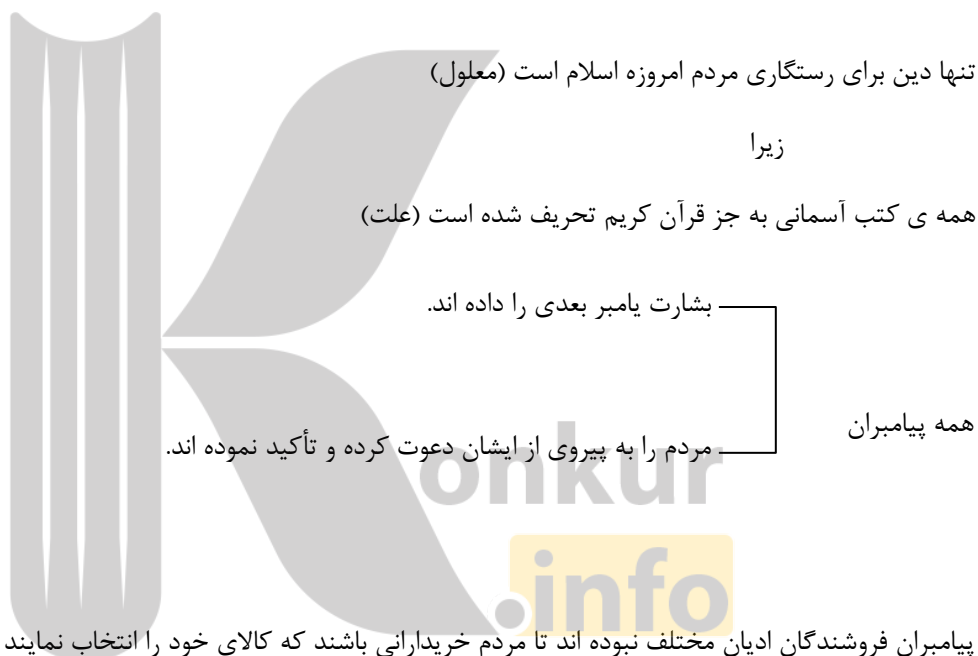 تنها دین برای رستگاری مردم امروزه اسلام است (معلول)
زیرا
همه ی کتب آسمانی به جز قرآن کریم تحریف شده است (علت)
بشارت یامبر بعدی را داده اند.
همه پیامبران
مردم را به پیروی از ایشان دعوت کرده و تأکید نموده اند.
onkur
.info
پیامبران فروشندگان ادیان مختلف نبوده اند تا مردم خریدارانی باشند که کالای خود را انتخاب نمایند